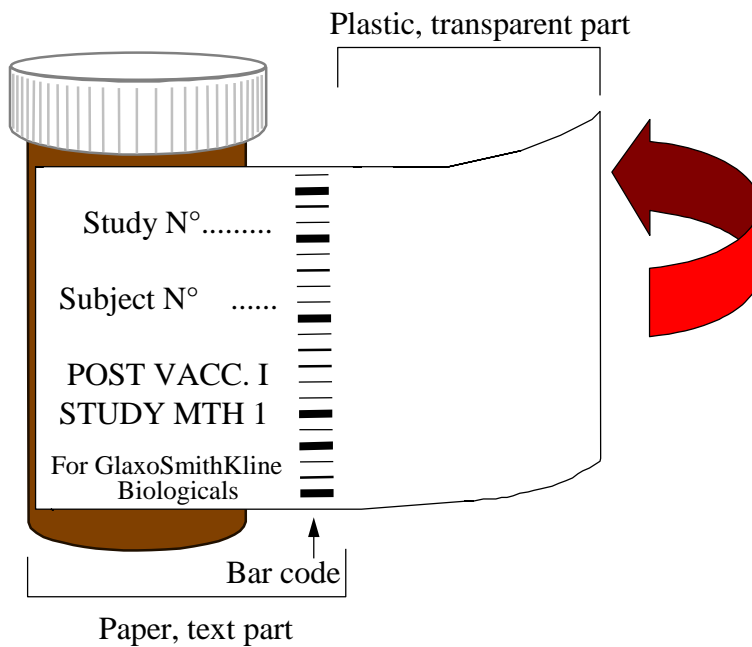 Plastic, transparent part
Study N°.........
Subject N° ......
POST VACC. I
STUDY MTH 1
For GlaxoSmithKline
Biologicals
Bar code
Paper, text part